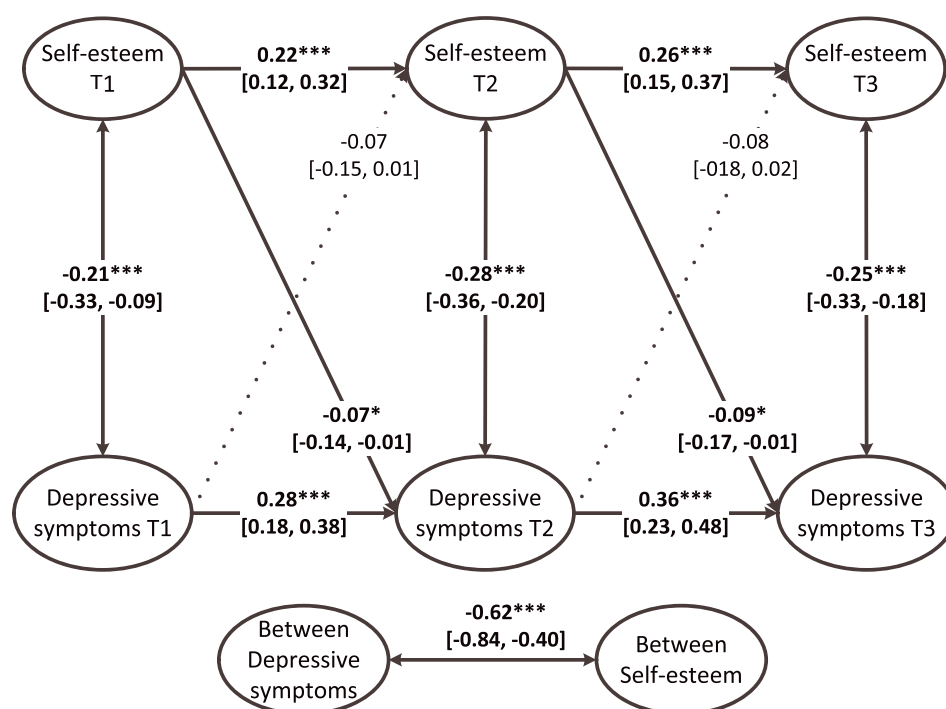 Self-esteem
T1
0.22***
[0.12, 0.32]
Self-esteem
T2
0.26***
[0.15, 0.37]
Self-esteem
T3
-0.07
[-0.15, 0.01]
-0.08
[-018, 0.02]
-0.21***
[-0.33, -0.09]
-0.28***
[-0.36, -0.20]
-0.25***
[-0.33, -0.18]
-0.07*
[-0.14, -0.01]
-0.09*
[-0.17, -0.01]
Depressive
symptoms T1
0.28***
[0.18, 0.38]
Depressive
symptoms T2
0.36***
[0.23, 0.48]
Depressive
symptoms T3
Between
Depressive
symptoms
-0.62***
[-0.84, -0.40]
Between
Self-esteem